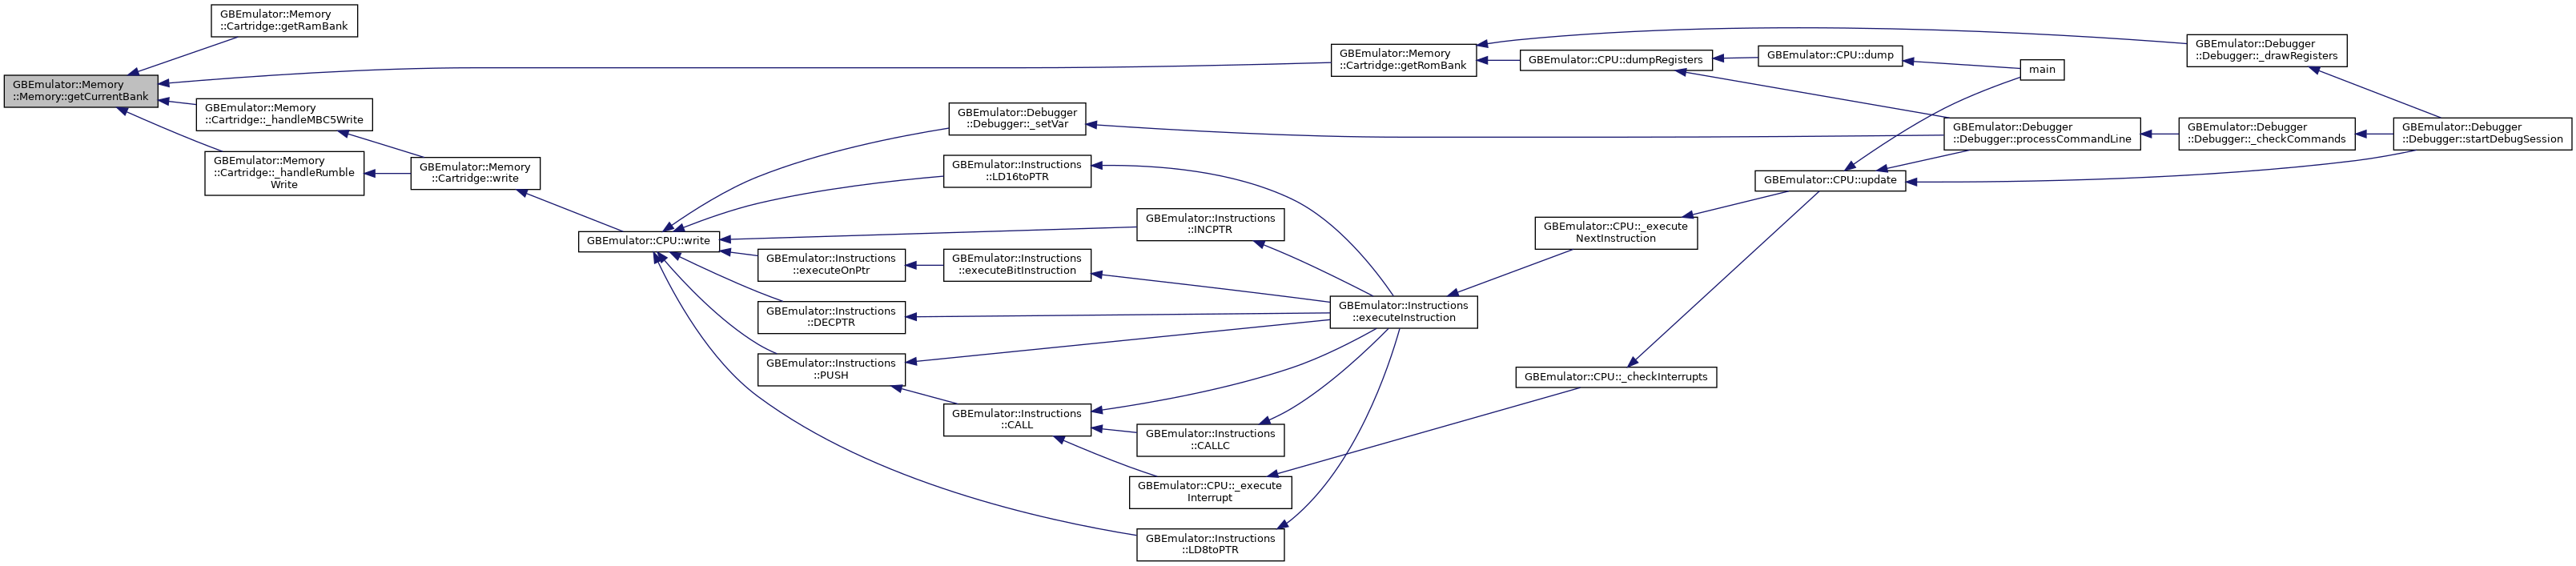 GBEmulator::Memory
::Memory::getCurrentBank
GBEmulator::Memory
::Cartridge::getRamBank
GBEmulator::Memory
::Cartridge::getRomBank
GBEmulator::Memory
::Cartridge::_handleMBC5Write
GBEmulator::Memory
::Cartridge::_handleRumble
Write
GBEmulator::Memory
::Cartridge::write
GBEmulator::CPU::write
GBEmulator::Debugger
::Debugger::_setVar
GBEmulator::Instructions
::LD16toPTR
GBEmulator::Instructions
::INCPTR
GBEmulator::Instructions
::executeOnPtr
GBEmulator::Instructions
::executeBitInstruction
GBEmulator::Instructions
::DECPTR
GBEmulator::Instructions
::PUSH
GBEmulator::Instructions
::CALL
GBEmulator::Instructions
::CALLC
GBEmulator::CPU::_execute
Interrupt
GBEmulator::Instructions
::LD8toPTR
GBEmulator::Instructions
::executeInstruction
GBEmulator::CPU::_execute
NextInstruction
GBEmulator::CPU::_checkInterrupts
GBEmulator::CPU::update
GBEmulator::CPU::dumpRegisters
GBEmulator::CPU::dump
main
GBEmulator::Debugger
::Debugger::processCommandLine
GBEmulator::Debugger
::Debugger::_checkCommands
GBEmulator::Debugger
::Debugger::_drawRegisters
GBEmulator::Debugger
::Debugger::startDebugSession